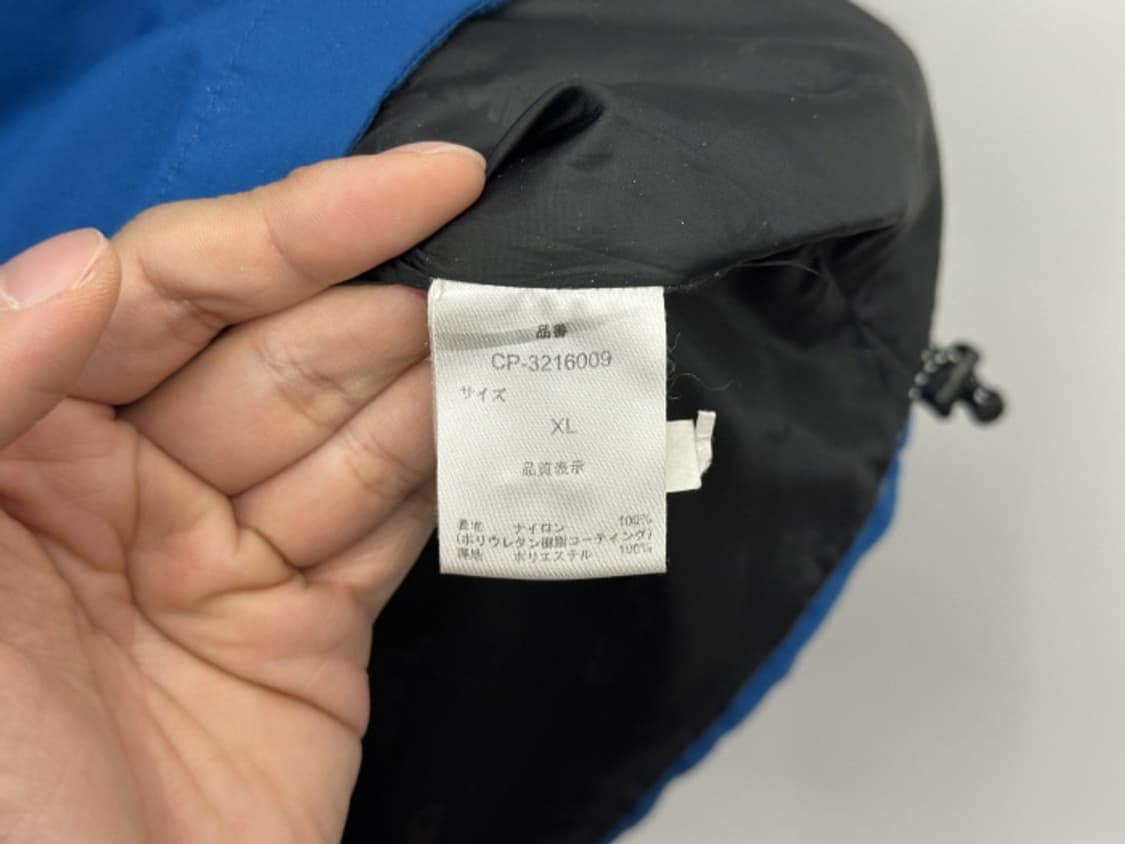 品番
CP-3216009
サイズ
XL
品質表示
表地 ナイロン 100%
(ポリウレタン樹脂コーティング)
裏地 ポリエステル 100%